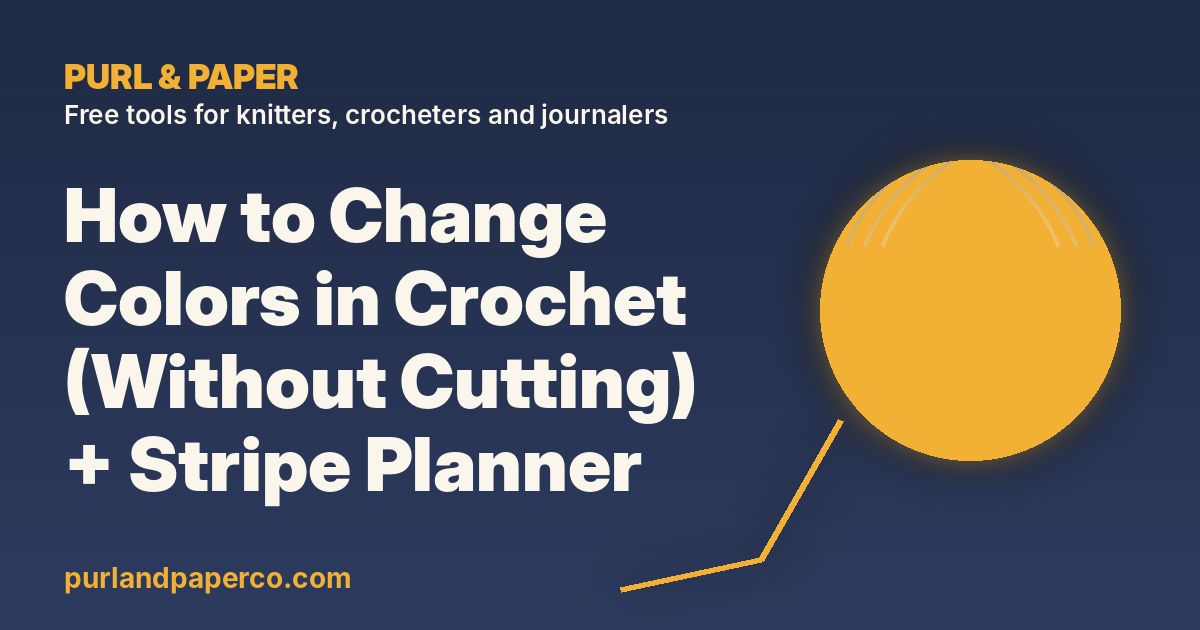 PURL & PAPER
Free tools for knitters, crocheters and journalers
How to Change
Colors in Crochet
(Without Cutting)
+ Stripe Planner
purlandpaperco.com